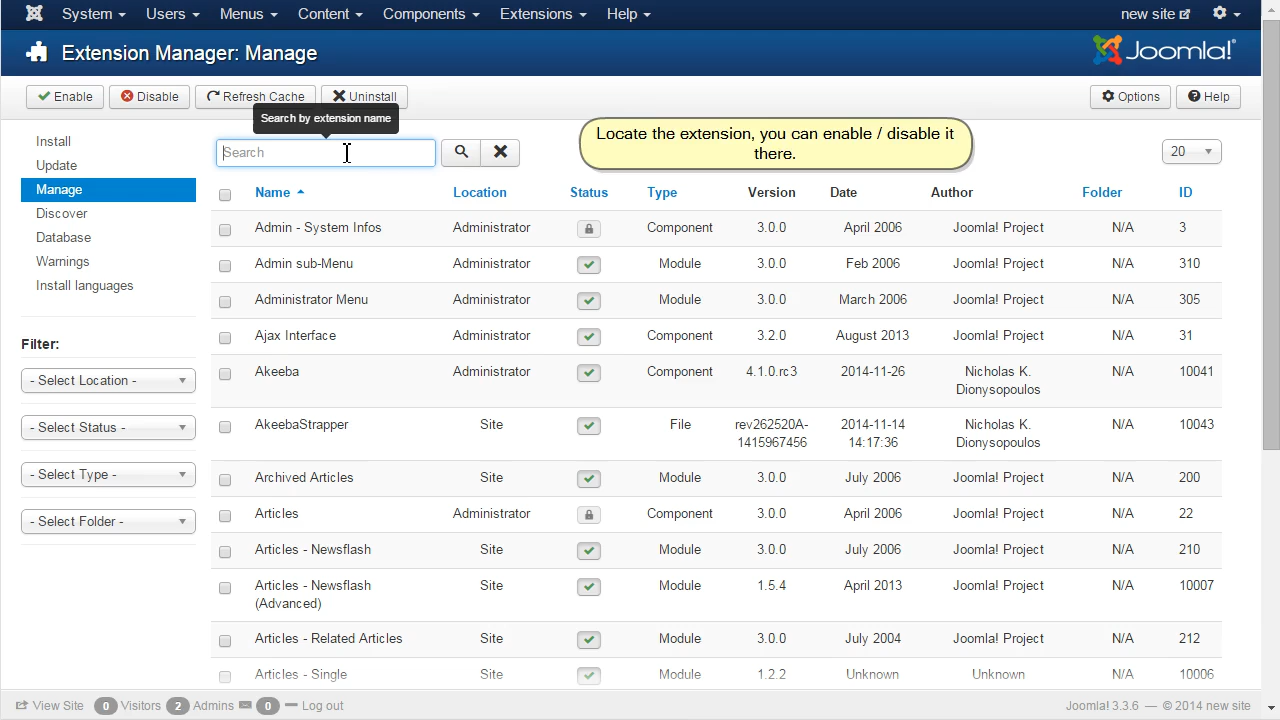 System Users Menus Content Components Extensions Help new site
Extension Manager: Manage Joomla!®
Enable Disable Refresh Cache Uninstall Options Help
Search by extension name
Install
Update
Manage
Discover
Database
Warnings
Install languages
Filter:
- Select Location -
- Select Status -
- Select Type -
- Select Folder -
Search
Locate the extension, you can enable / disable it
there.
20
Name Location Status Type Version Date Author Folder ID
Admin - System Infos Administrator Component 3.0.0 April 2006 Joomla! Project N/A 3
Admin sub-Menu Administrator Module 3.0.0 Feb 2006 Joomla! Project N/A 310
Administrator Menu Administrator Module 3.0.0 March 2006 Joomla! Project N/A 305
Ajax Interface Administrator Component 3.2.0 August 2013 Joomla! Project N/A 31
Akeeba Administrator Component 4.1.0.rc3 2014-11-26 Nicholas K. N/A 10041
Dionysopoulos
AkeebaStrapper Site File rev262520A- 2014-11-14 Nicholas K. N/A 10043
1415967456 14:17:36 Dionysopoulos
Archived Articles Site Module 3.0.0 July 2006 Joomla! Project N/A 200
Articles Administrator Component 3.0.0 April 2006 Joomla! Project N/A 22
Articles - Newsflash Site Module 3.0.0 July 2006 Joomla! Project N/A 210
Articles - Newsflash Site Module 1.5.4 April 2013 Joomla! Project N/A 10007
(Advanced)
Articles - Related Articles Site Module 3.0.0 July 2004 Joomla! Project N/A 212
Articles - Single Site Module 1.2.2 Unknown Unknown N/A 10006
View Site 0 Visitors 2 Admins 0 Log out Joomla! 3.3.6 — © 2014 new site